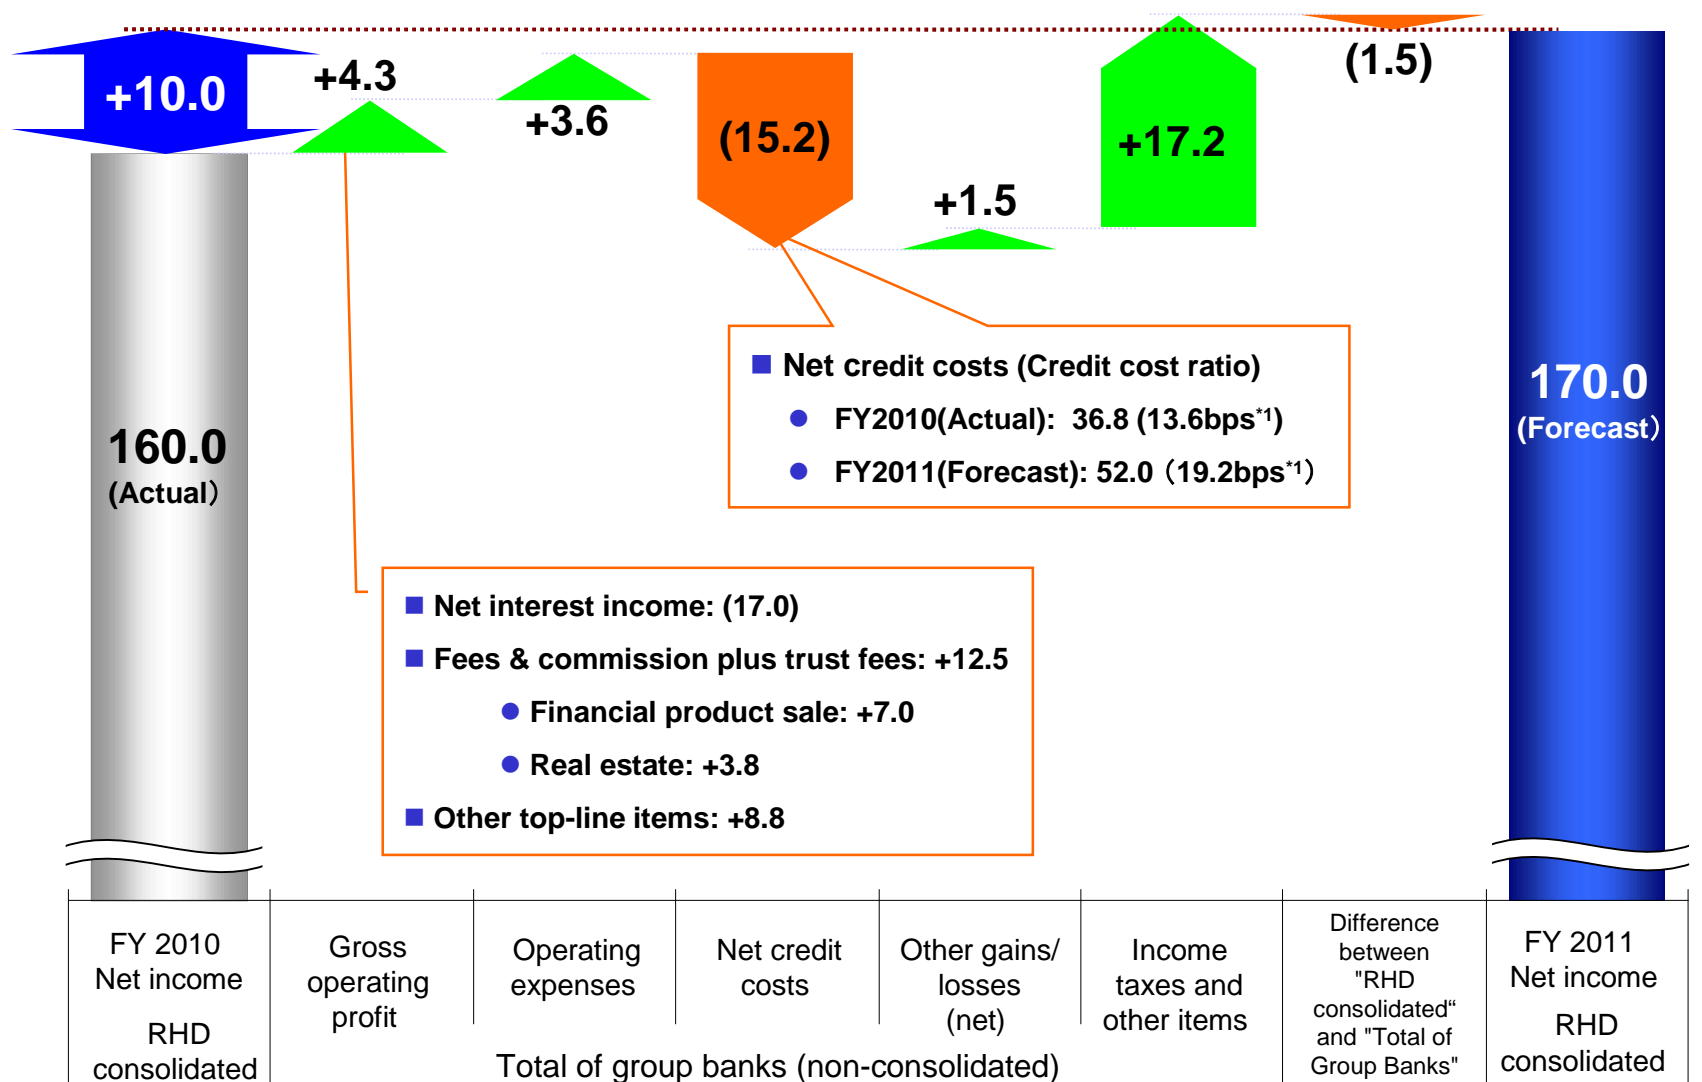 +10.0
+4.3
+3.6
(15.2)
+1.5
+17.2
(1.5)
160.0
(Actual）
170.0
(Forecast）
■ Net credit costs (Credit cost ratio)
● FY2010(Actual): 36.8 (13.6bps*1)
● FY2011(Forecast): 52.0（19.2bps*1）
■ Net interest income: (17.0)
■ Fees & commission plus trust fees: +12.5
● Financial product sale: +7.0
● Real estate: +3.8
■ Other top-line items: +8.8
FY 2010
Net income
RHD
consolidated
Gross
operating
profit
Operating
expenses
Net credit
costs
Other gains/
losses
(net)
Income
taxes and
other items
Total of group banks (non-consolidated)
Difference
between
"RHD
consolidated“
and "Total of
Group Banks"
FY 2011
Net income
RHD
consolidated